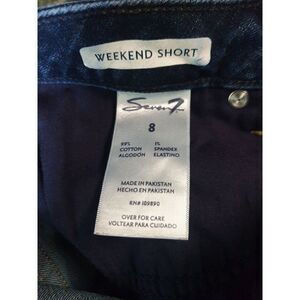 WEEKEND SHORT
Seven7
8
99% 1%
COTTON SPANDEX
ALGODÓN ELASTINO
MADE IN PAKISTAN
HECHO EN PAKISTAN
RN# 109890
OVER FOR CARE
VOLTEAR PARA CUIDADO